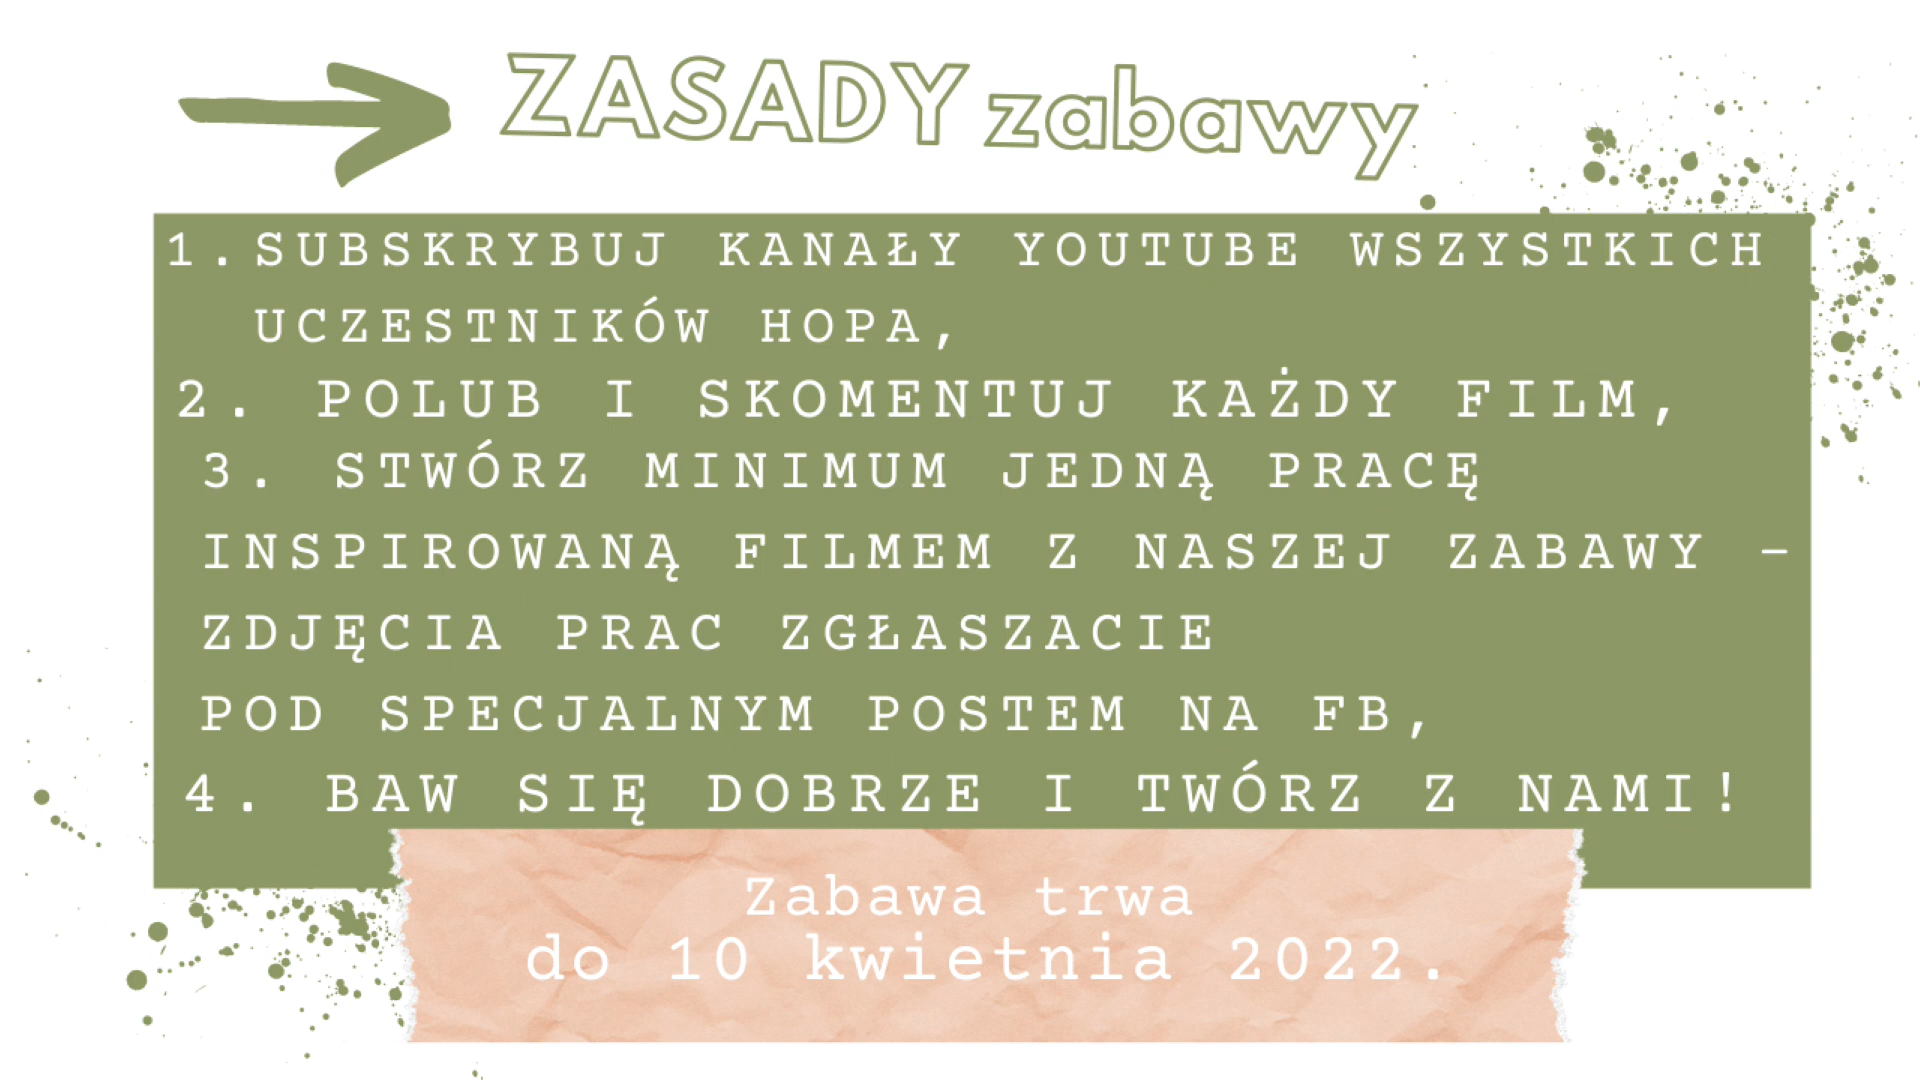 ZASADY zabawy
1. SUBSKRYBUJ KANAŁY YOUTUBE WSZYSTKICH
UCZESTNIKÓW HOPA,
2. POLUB I SKOMENTUJ KAŻDY FILM,
3. STWÓRZ MINIMUM JEDNĄ PRACĘ
INSPIROWANĄ FILMEM Z NASZEJ ZABAWY -
ZDJĘCIA PRAC ZGŁASZACIE
POD SPECJALNYM POSTEM NA FB,
4. BAW SIĘ DOBRZE I TWÓRZ Z NAMI!
Zabawa trwa
do 10 kwietnia 2022.